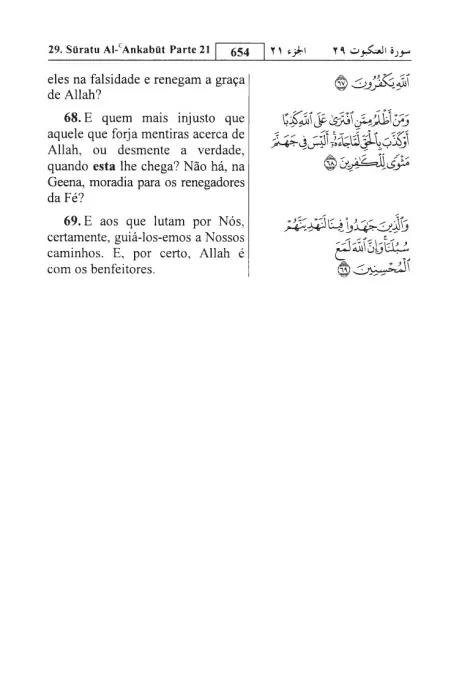 29. Sūratu Al-ᶜAnkabūt Parte 21 654 الجزء ٢١ سورة العنكبوت ٢٩
eles na falsidade e renegam a graça
de Allah?
68. E quem mais injusto que
aquele que forja mentiras acerca de
Allah, ou desmente a verdade,
quando esta lhe chega? Não há, na
Geena, moradia para os renegadores
da Fé?
69. E aos que lutam por Nós,
certamente, guiá-los-emos a Nossos
caminhos. E, por certo, Allah é
com os benfeitores.
ٱللَّهِ يَكْفُرُونَ ٦٧
وَمَنْ أَظْلَمُ مِمَّنِ ٱفْتَرَىٰ عَلَى ٱللَّهِ كَذِبًا
أَوْ كَذَّبَ بِٱلْحَقِّ لَمَّا جَآءَهُۥٓ أَلَيْسَ فِى جَهَنَّمَ
مَثْوًى لِّلْكَٰفِرِينَ ٦٨
وَٱلَّذِينَ جَٰهَدُوا۟ فِينَا لَنَهْدِيَنَّهُمْ
سُبُلَنَا وَإِنَّ ٱللَّهَ لَمَعَ
ٱلْمُحْسِنِينَ ٦٩